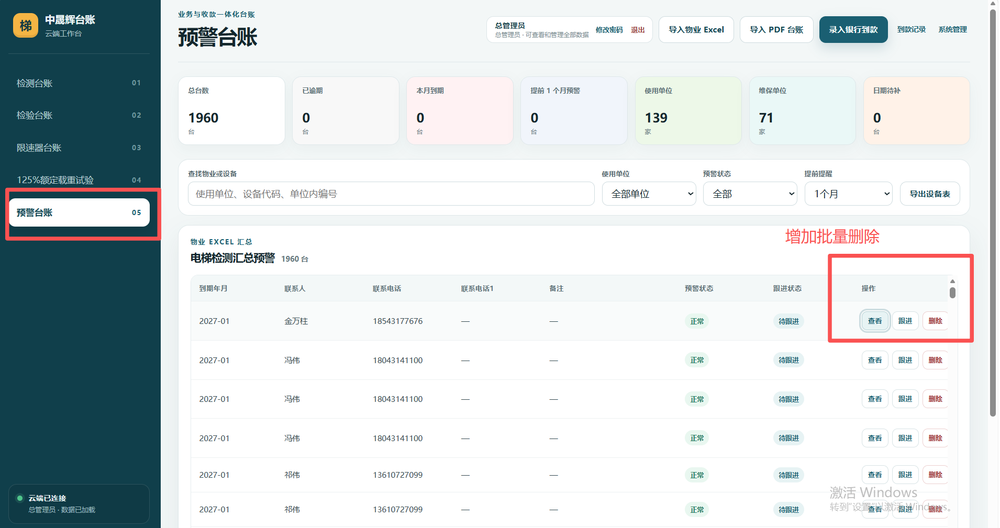 梯
中晟辉台账
云端工作台
检测台账 01
检验台账 02
限速器台账 03
125%额定载重试验 04
预警台账 05
云端已连接
总管理员 · 数据已加载
业务与收款一体化台账
预警台账
总管理员
总管理员 · 可查看和管理全部数据
修改密码 退出
导入物业 Excel
导入 PDF 台账
录入银行到款
到款记录
系统管理
总台数
1960
台
已逾期
0
台
本月到期
0
台
提前 1 个月预警
0
台
使用单位
139
家
维保单位
71
家
日期待补
0
台
查找物业或设备
使用单位、设备代码、单位内编号
使用单位
全部单位
预警状态
全部
提前提醒
1个月
导出设备表
增加批量删除
物业 EXCEL 汇总
电梯检测汇总预警 1960 台
到期年月 联系人 联系电话 联系电话1 备注 预警状态 跟进状态 操作
2027-01 金万柱 18543177676 — — 正常 待跟进 查看 跟进 删除
2027-01 冯伟 18043141100 — — 正常 待跟进 查看 跟进 删除
2027-01 冯伟 18043141100 — — 正常 待跟进 查看 跟进 删除
2027-01 冯伟 18043141100 — — 正常 待跟进 查看 跟进 删除
2027-01 祁伟 13610727099 — — 正常 待跟进 查看 跟进 删除
2027-01 祁伟 13610727099 — — 正常 待跟进 查看 跟进 删除
激活 Windows
转到"设置"以激活 Windows。